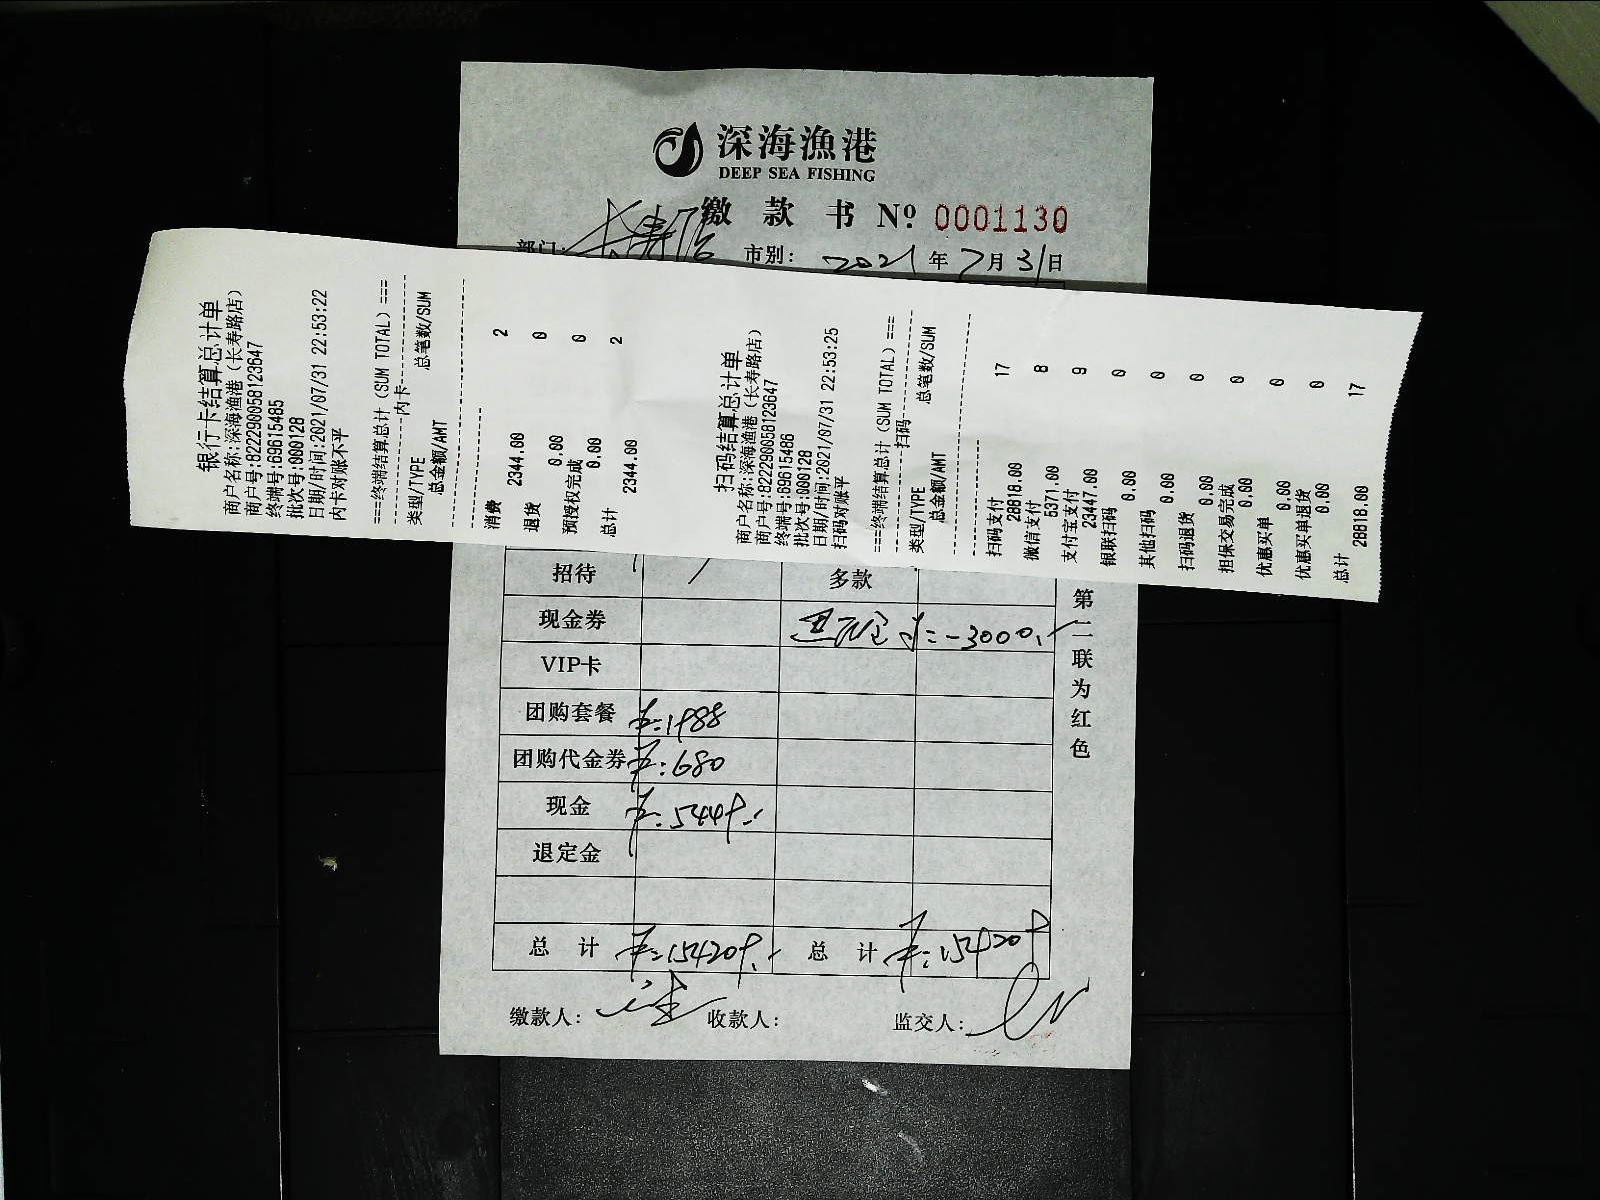 深海漁港
DEEP SEA FISHING
缴 款 书 Nº 0001130
部门: 市别: 2021年7月31日
银行卡结算总计单
商户名称:深海渔港(长寿路店)
商户号:822290058123647
终端号:69615485
批次号:000128
日期/时间:2021/07/31 22:53:22
内卡对账不平
===终端结算总计(SUM TOTAL)===
内卡
类型/TYPE 总笔数/SUM
总金额/AMT
消费 2
2344.00
退货 0
0.00
预授权完成 0
0.00
总计 2
2344.00
扫码结算总计单
商户名称:深海渔港(长寿路店)
商户号:822290058123647
终端号:69615486
批次号:000128
日期/时间:2021/07/31 22:53:25
扫码对账平
===终端结算总计(SUM TOTAL)===
扫码
类型/TYPE 总笔数/SUM
总金额/AMT
扫码支付 17
28818.00
微信支付 8
5371.00
支付宝支付 9
23447.00
银联扫码 0
0.00
其他扫码 0
0.00
扫码退货 0
0.00
担保交易完成 0
0.00
优惠买单 0
0.00
优惠买单退货 0
0.00
总计 17
28818.00
招待 多款
现金券 -3000.
VIP卡
团购套餐
团购代金券 680
现金
退定金
总 计 总 计
缴款人: 收款人: 监交人:
第二联为红色